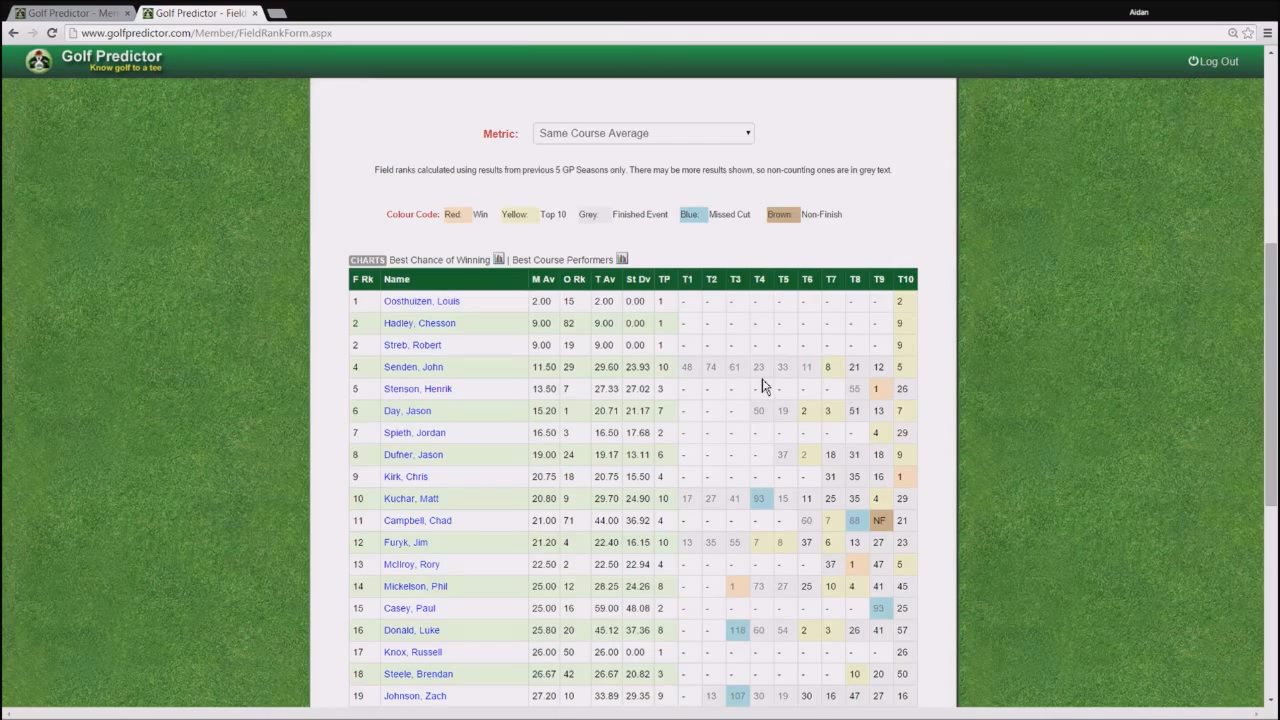 Golf Predictor - Mem
Golf Predictor - Field
Aidan
www.golfpredictor.com/Member/FieldRankForm.aspx
Golf Predictor
Know golf to a tee
Log Out
Metric: Same Course Average
Field ranks calculated using results from previous 5 GP Seasons only. There may be more results shown, so non-counting ones are in grey text.
Colour Code: Red: Win Yellow: Top 10 Grey: Finished Event Blue: Missed Cut Brown: Non-Finish
CHARTS Best Chance of Winning | Best Course Performers
F Rk Name M Av O Rk T Av St Dv TP T1 T2 T3 T4 T5 T6 T7 T8 T9 T10
1 Oosthuizen, Louis 2.00 15 2.00 0.00 1 - - - - - - - - - 2
2 Hadley, Chesson 9.00 82 9.00 0.00 1 - - - - - - - - - 9
2 Streb, Robert 9.00 19 9.00 0.00 1 - - - - - - - - - 9
4 Senden, John 11.50 29 29.60 23.93 10 48 74 61 23 33 11 8 21 12 5
5 Stenson, Henrik 13.50 7 27.33 27.02 3 - - - - - - - 55 1 26
6 Day, Jason 15.20 1 20.71 21.17 7 - - - 50 19 2 3 51 13 7
7 Spieth, Jordan 16.50 3 16.50 17.68 2 - - - - - - - - 4 29
8 Dufner, Jason 19.00 24 19.17 13.11 6 - - - - 37 2 18 31 18 9
9 Kirk, Chris 20.75 18 20.75 15.50 4 - - - - - - 31 35 16 1
10 Kuchar, Matt 20.80 9 29.70 24.90 10 17 27 41 93 15 11 25 35 4 29
11 Campbell, Chad 21.00 71 44.00 36.92 4 - - - - - 60 7 88 NF 21
12 Furyk, Jim 21.20 4 22.40 16.15 10 13 35 55 7 8 37 6 13 27 23
13 McIlroy, Rory 22.50 2 22.50 22.94 4 - - - - - - 37 1 47 5
14 Mickelson, Phil 25.00 12 28.25 24.26 8 - - 1 73 27 25 10 4 41 45
15 Casey, Paul 25.00 16 59.00 48.08 2 - - - - - - - - 93 25
16 Donald, Luke 25.80 20 45.12 37.36 8 - - 118 60 54 2 3 26 41 57
17 Knox, Russell 26.00 50 26.00 0.00 1 - - - - - - - - - 26
18 Steele, Brendan 26.67 42 26.67 20.82 3 - - - - - - - 10 20 50
19 Johnson, Zach 27.20 10 33.89 29.35 9 - 13 107 30 19 30 16 47 27 16